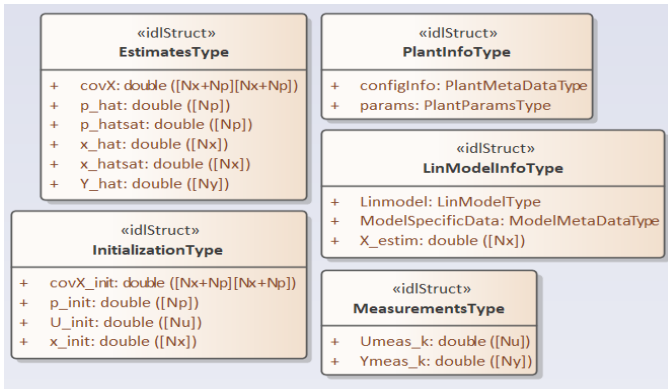 «idlStruct»
EstimatesType
+ covX: double ([Nx+Np][Nx+Np])
+ p_hat: double ([Np])
+ p_hatsat: double ([Np])
+ x_hat: double ([Nx])
+ x_hatsat: double ([Nx])
+ Y_hat: double ([Ny])
«idlStruct»
InitializationType
+ covX_init: double ([Nx+Np][Nx+Np])
+ p_init: double ([Np])
+ U_init: double ([Nu])
+ x_init: double ([Nx])
«idlStruct»
PlantInfoType
+ configInfo: PlantMetaDataType
+ params: PlantParamsType
«idlStruct»
LinModelInfoType
+ Linmodel: LinModelType
+ ModelSpecificData: ModelMetaDataType
+ X_estim: double ([Nx])
«idlStruct»
MeasurementsType
+ Umeas_k: double ([Nu])
+ Ymeas_k: double ([Ny])